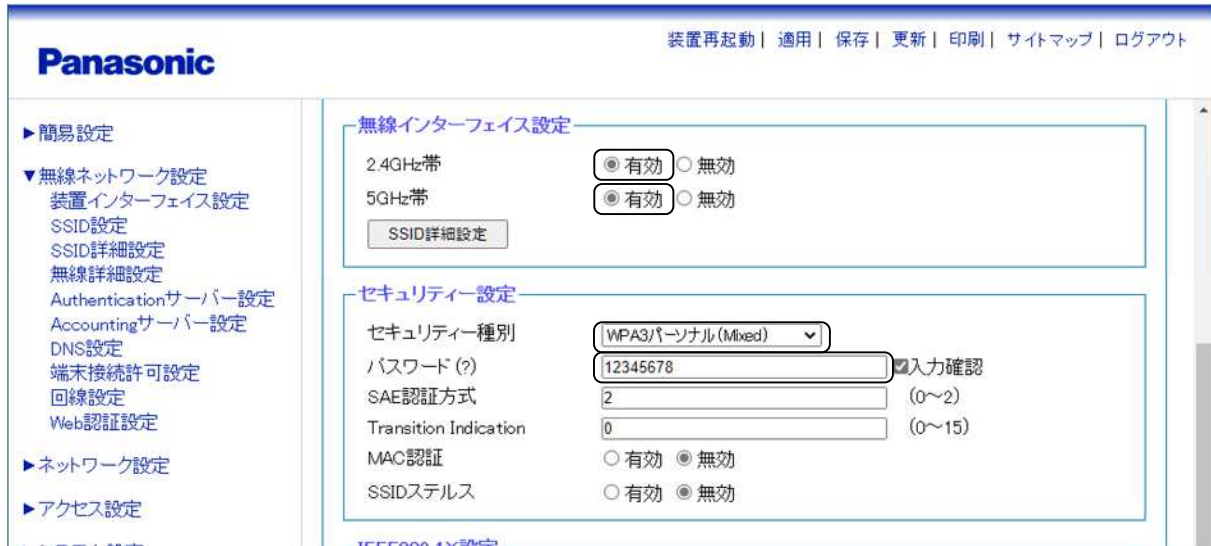 Panasonic
装置再起動 | 適用 | 保存 | 更新 | 印刷 | サイトマップ | ログアウト
▶簡易設定
▼無線ネットワーク設定
装置インターフェイス設定
SSID設定
SSID詳細設定
無線詳細設定
Authenticationサーバー設定
Accountingサーバー設定
DNS設定
端末接続許可設定
回線設定
Web認証設定
▶ネットワーク設定
▶アクセス設定
無線インターフェイス設定
2.4GHz帯 有効 無効
5GHz帯 有効 無効
SSID詳細設定
セキュリティー設定
セキュリティー種別 WPA3パーソナル(Mixed)
パスワード(?) 12345678 入力確認
SAE認証方式 2 (0～2)
Transition Indication 0 (0～15)
MAC認証 有効 無効
SSIDステルス 有効 無効